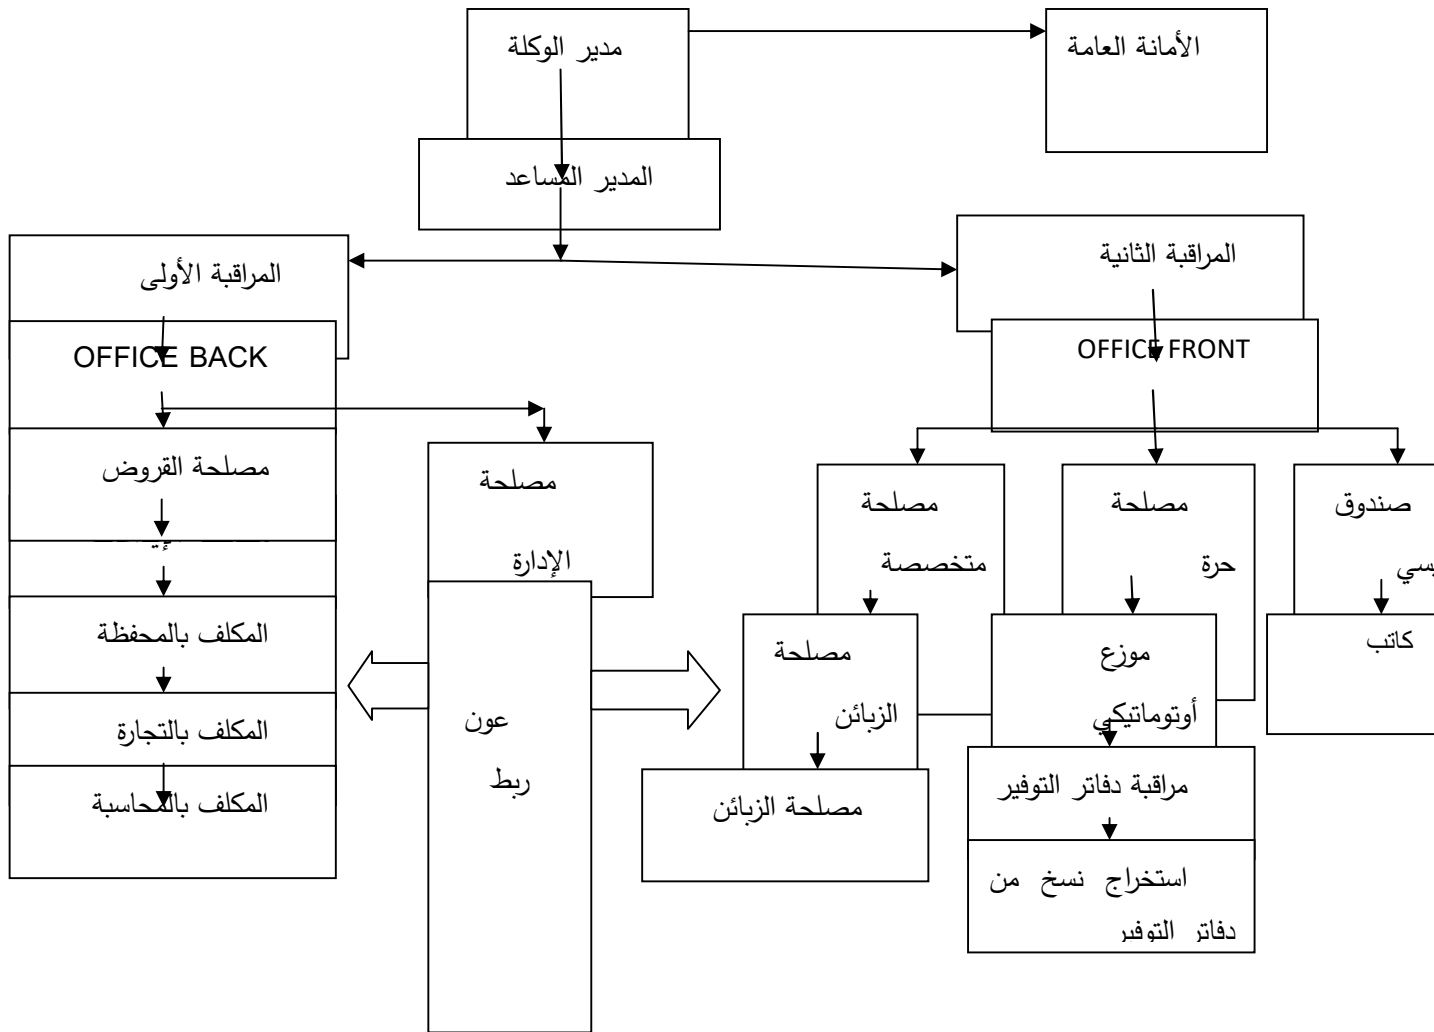 مدير الوكلة
الأمانة العامة
المدير المساعد
المراقبة الثانية
المراقبة الأولى
OFFICE FRONT
OFFICE BACK
صندوق
مصلحة
حرة
مصلحة
متخصصة
مصلحة
الإدارة
مصلحة القروض
كاتب
موزع
أوتوماتيكي
مصلحة
الزبائن
عون
ربط
المكلف بالمحفظة
المكلف بالتجارة
المكلف بالمحاسبة
مراقبة دفاتر التوفير
مصلحة الزبائن
استخراج نسخ من
دفاتر التوفير